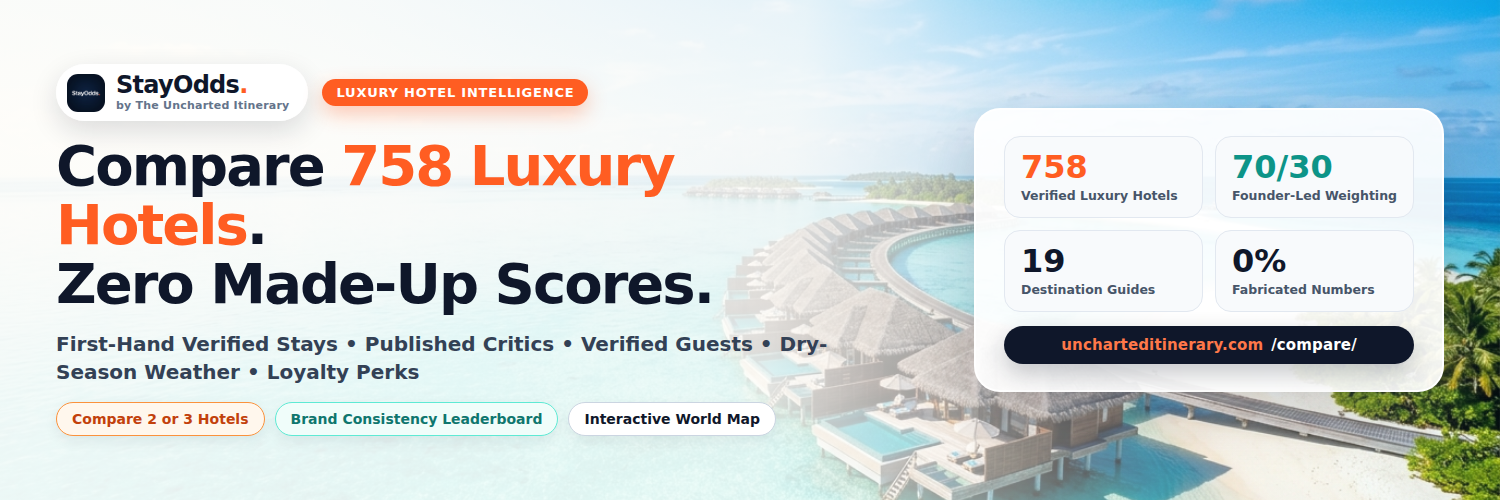 StayOdds.
StayOdds.
by The Uncharted Itinerary
LUXURY HOTEL INTELLIGENCE
Compare 758 Luxury
Hotels.
Zero Made-Up Scores.
First-Hand Verified Stays • Published Critics • Verified Guests • Dry-
Season Weather • Loyalty Perks
Compare 2 or 3 Hotels
Brand Consistency Leaderboard
Interactive World Map
758
Verified Luxury Hotels
70/30
Founder-Led Weighting
19
Destination Guides
0%
Fabricated Numbers
uncharteditinerary.com /compare/